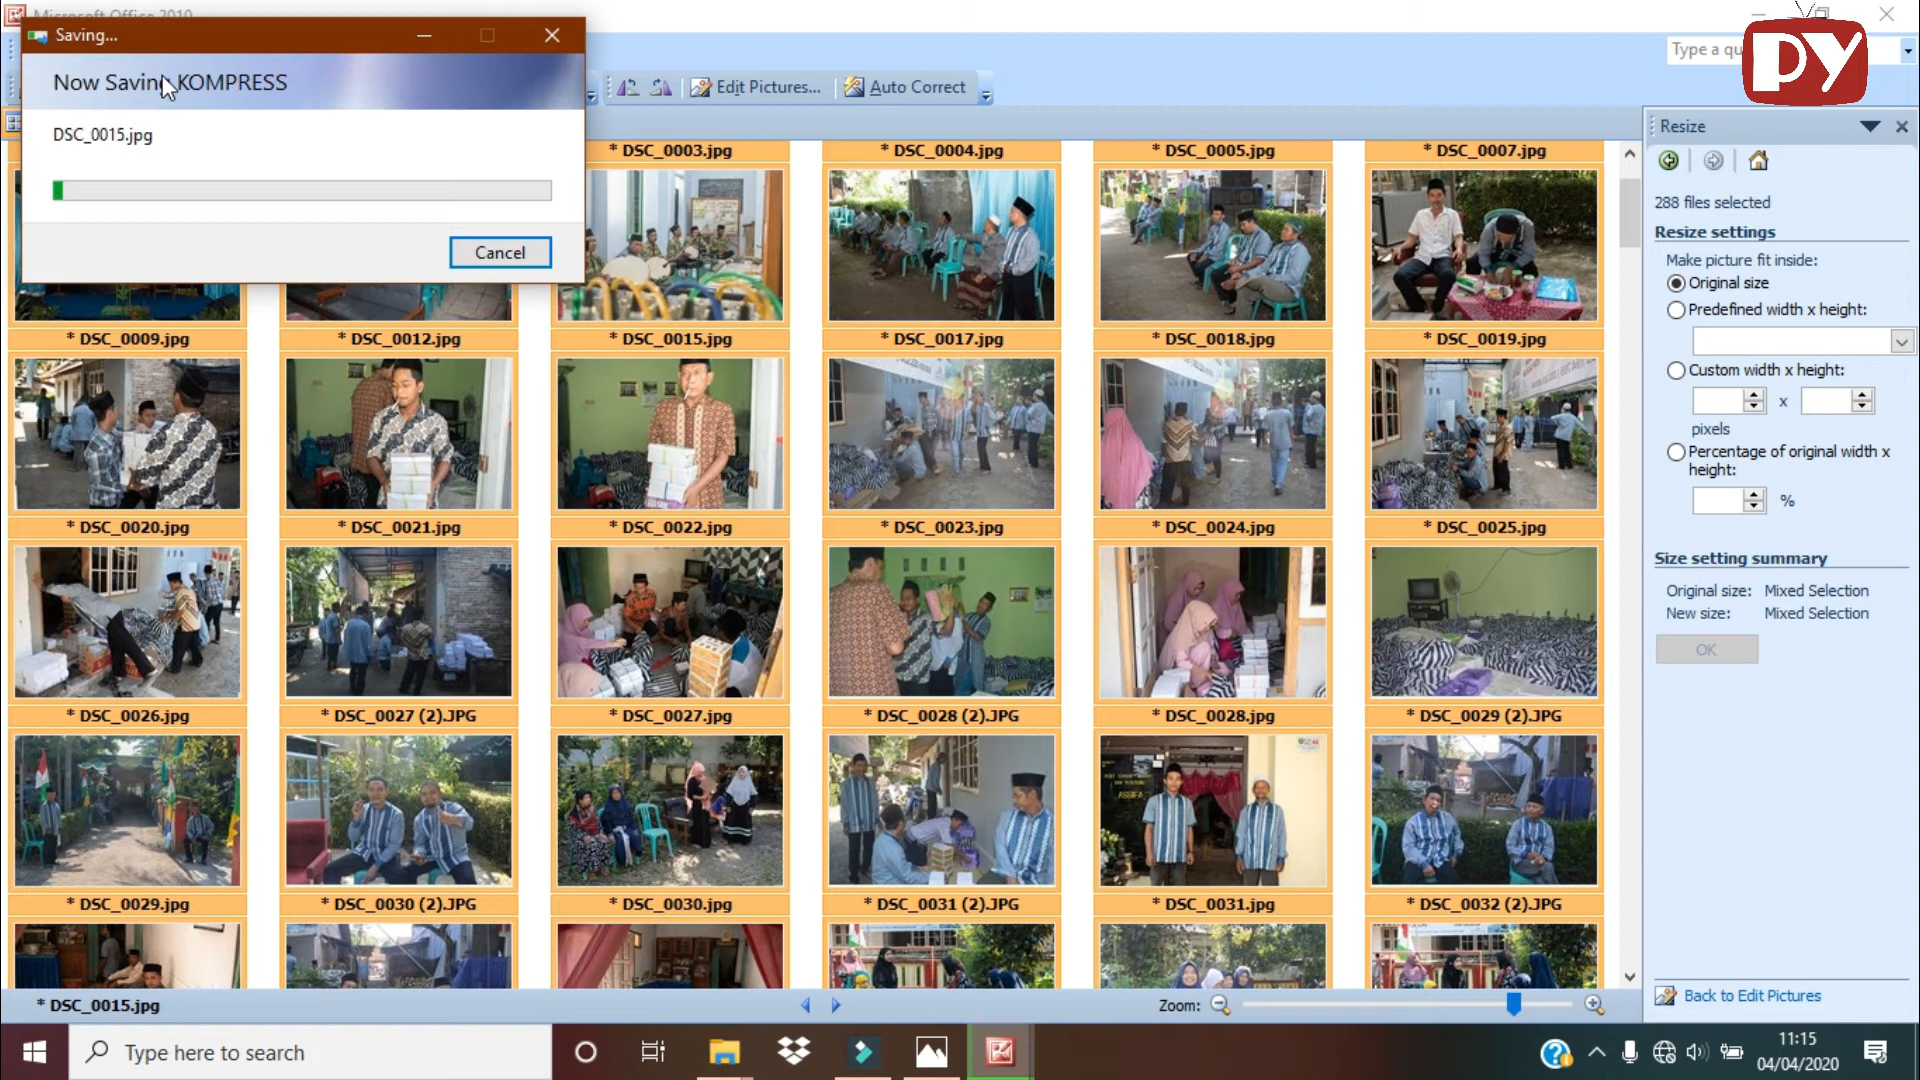 Microsoft Office 2010
Saving...
Now Saving KOMPRESS
DSC_0015.jpg
Cancel
Edit Pictures...
Auto Correct
Type a qu
PY
* DSC_0003.jpg
* DSC_0004.jpg
* DSC_0005.jpg
* DSC_0007.jpg
* DSC_0009.jpg
* DSC_0012.jpg
* DSC_0015.jpg
* DSC_0017.jpg
* DSC_0018.jpg
* DSC_0019.jpg
* DSC_0020.jpg
* DSC_0021.jpg
* DSC_0022.jpg
* DSC_0023.jpg
* DSC_0024.jpg
* DSC_0025.jpg
* DSC_0026.jpg
* DSC_0027 (2).JPG
* DSC_0027.jpg
* DSC_0028 (2).JPG
* DSC_0028.jpg
* DSC_0029 (2).JPG
* DSC_0029.jpg
* DSC_0030 (2).JPG
* DSC_0030.jpg
* DSC_0031 (2).JPG
* DSC_0031.jpg
* DSC_0032 (2).JPG
Resize
288 files selected
Resize settings
Make picture fit inside:
Original size
Predefined width x height:
Custom width x height:
x
pixels
Percentage of original width x
height:
%
Size setting summary
Original size: Mixed Selection
New size: Mixed Selection
OK
Back to Edit Pictures
* DSC_0015.jpg
Zoom:
Type here to search
11:15
04/04/2020